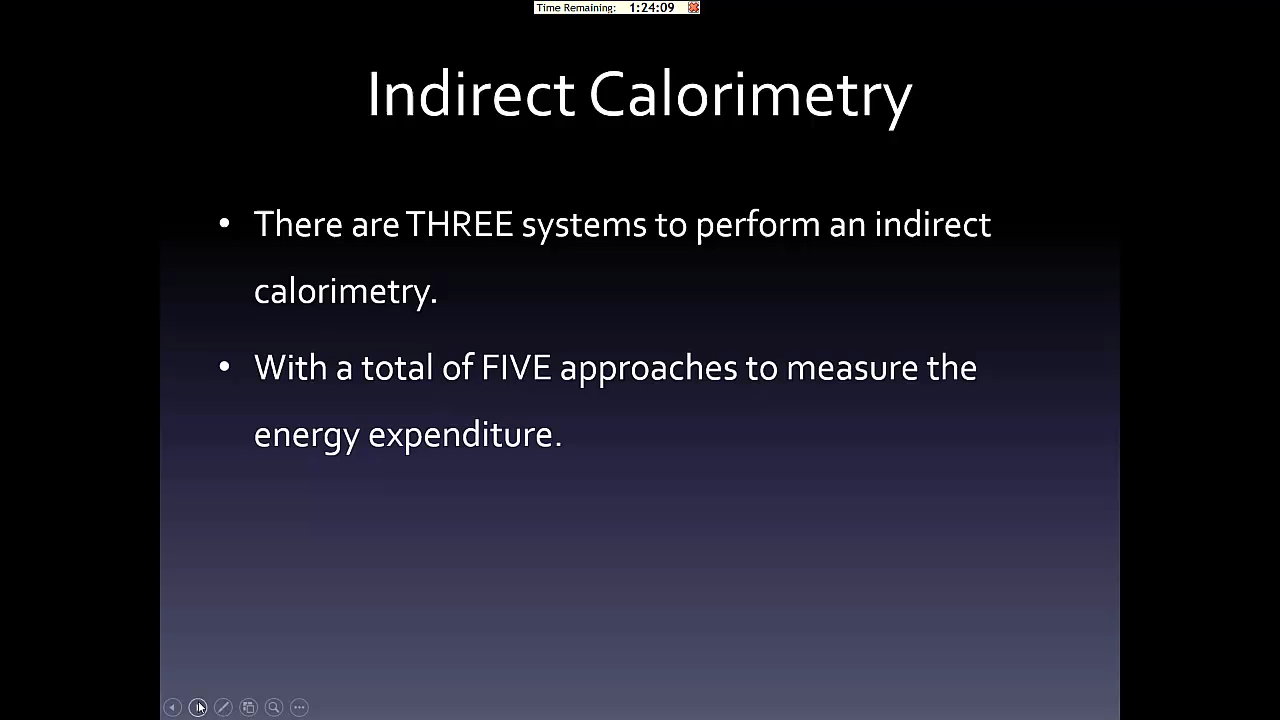 Time Remaining: 1:24:09
Indirect Calorimetry
• There are THREE systems to perform an indirect
calorimetry.
• With a total of FIVE approaches to measure the
energy expenditure.